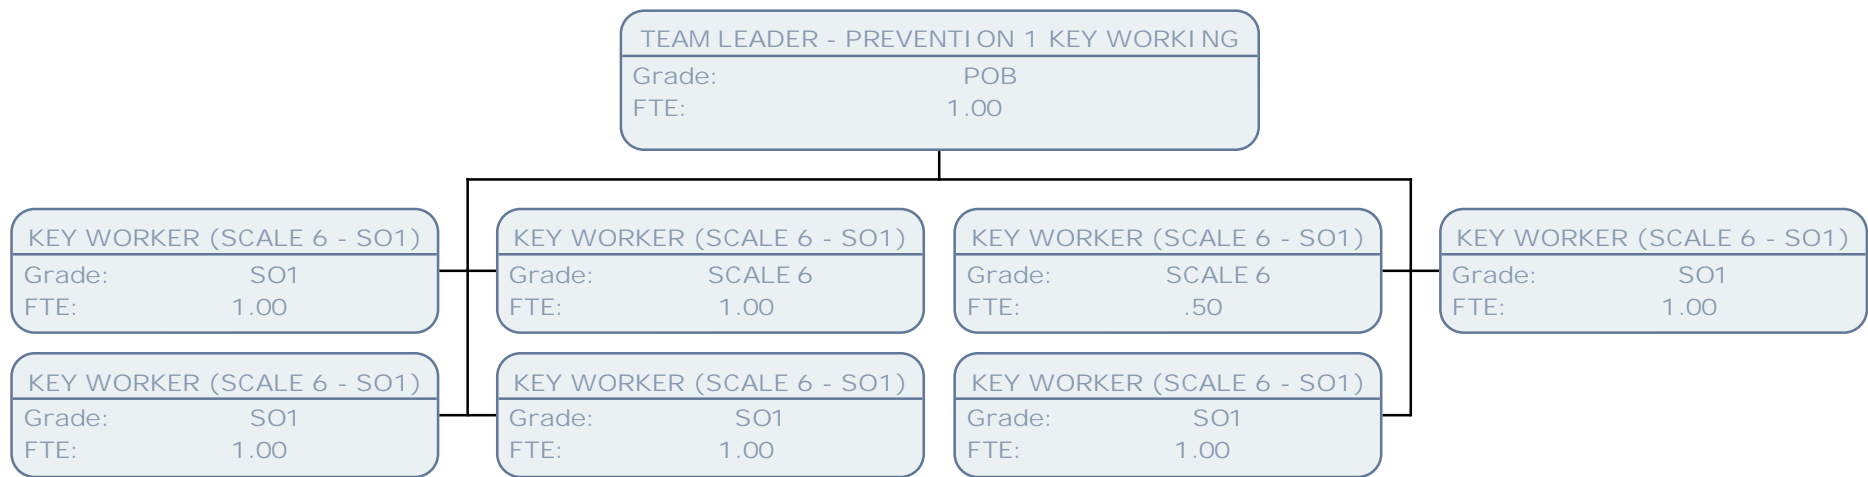 TEAM LEADER - PREVENTION 1 KEY WORKING
Grade: POB
FTE: 1.00
KEY WORKER (SCALE 6 - SO1)
Grade: SO1
FTE: 1.00
KEY WORKER (SCALE 6 - SO1)
Grade: SCALE 6
FTE: 1.00
KEY WORKER (SCALE 6 - SO1)
Grade: SCALE 6
FTE: .50
KEY WORKER (SCALE 6 - SO1)
Grade: SO1
FTE: 1.00
KEY WORKER (SCALE 6 - SO1)
Grade: SO1
FTE: 1.00
KEY WORKER (SCALE 6 - SO1)
Grade: SO1
FTE: 1.00
KEY WORKER (SCALE 6 - SO1)
Grade: SO1
FTE: 1.00